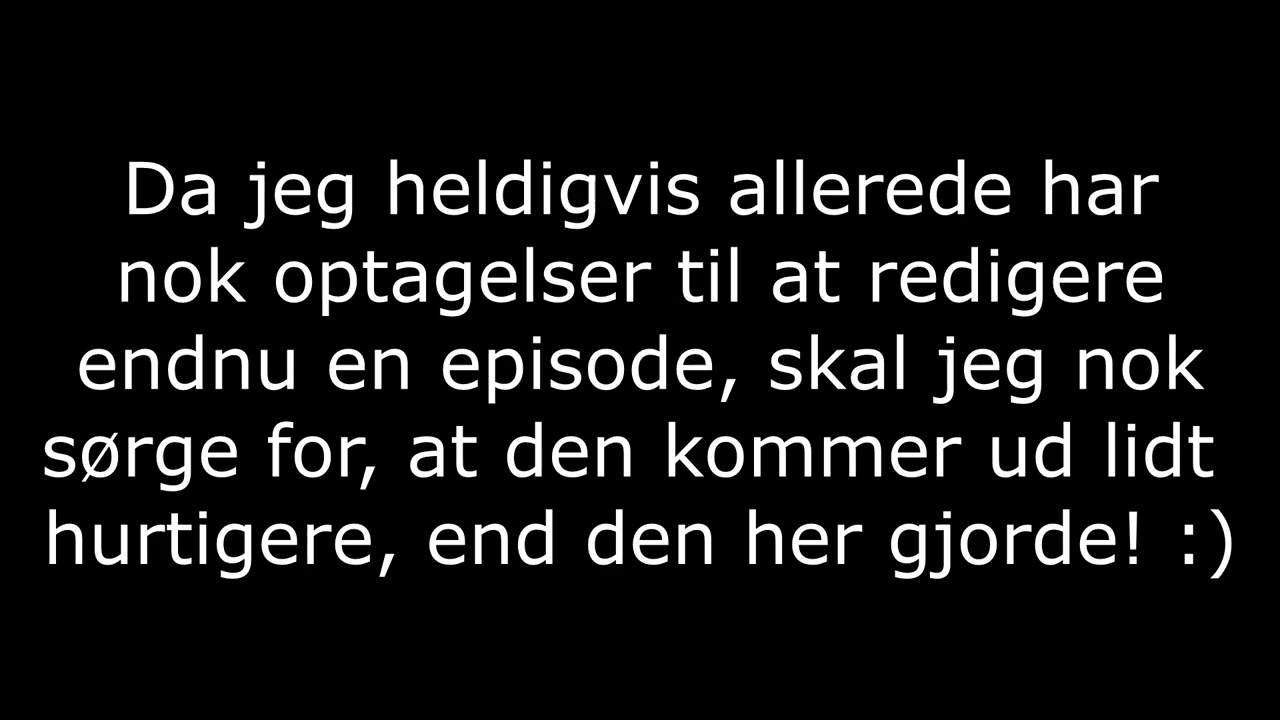 Da jeg heldigvis allerede har
nok optagelser til at redigere
endnu en episode, skal jeg nok
sørge for, at den kommer ud lidt
hurtigere, end den her gjorde! :)